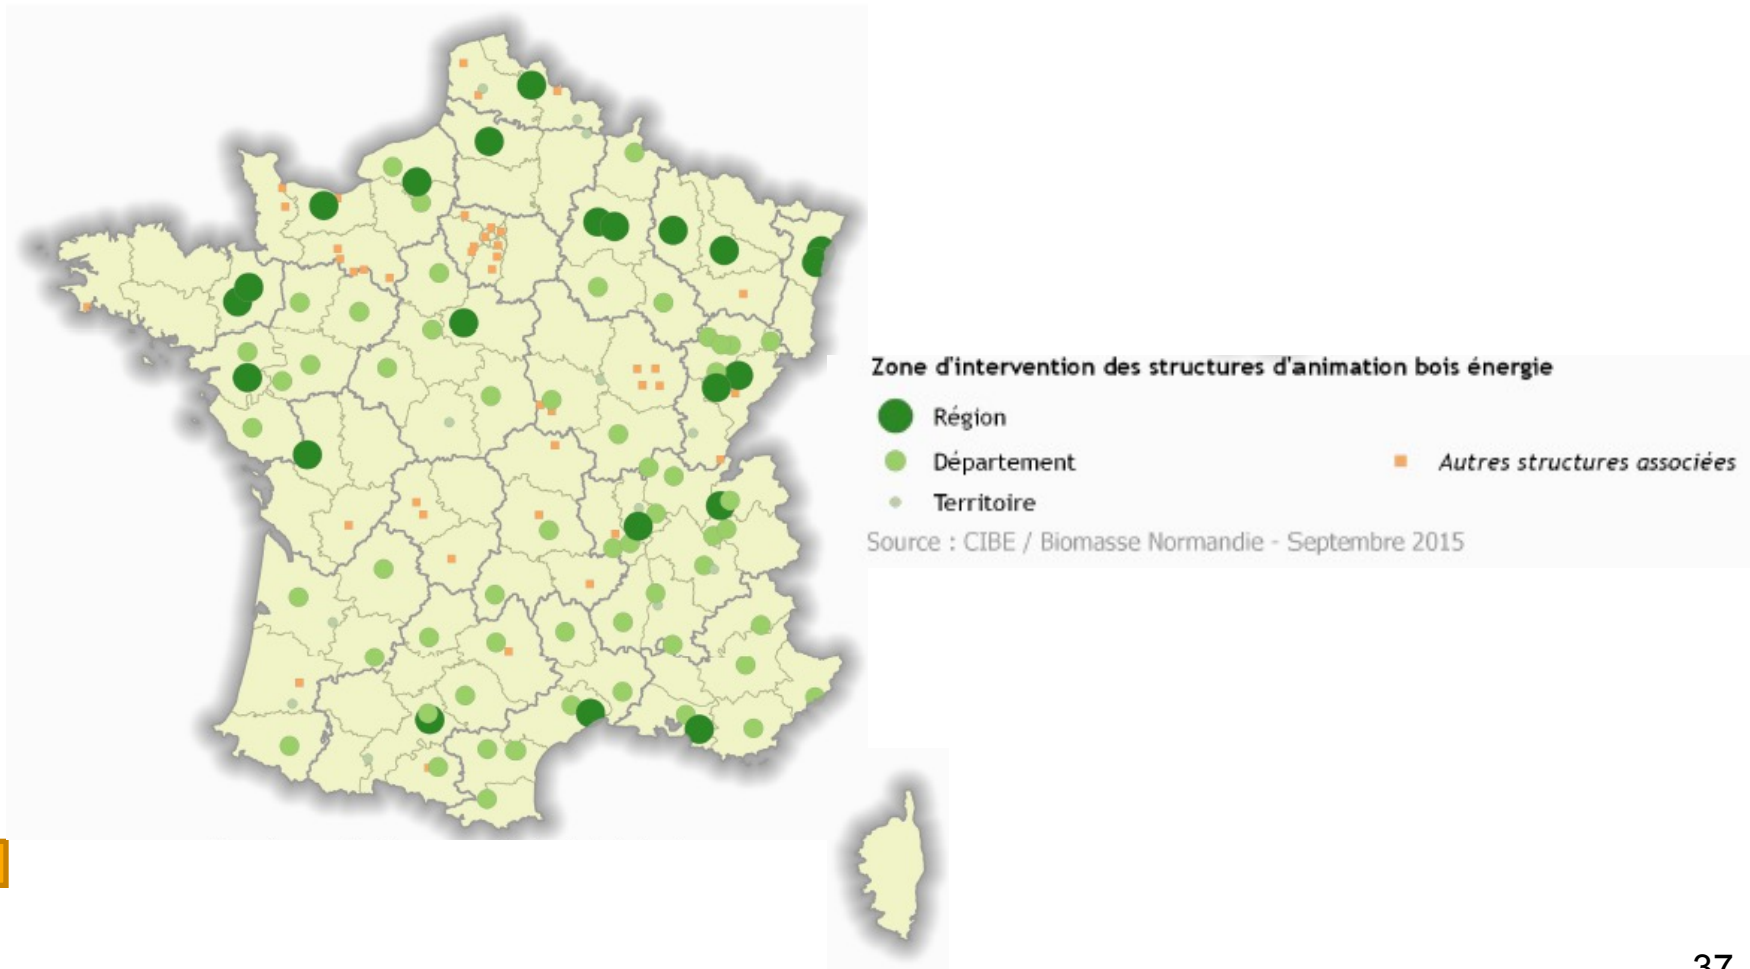 Zone d'intervention des structures d'animation bois énergie
Région
Département
Autres structures associées
Territoire
Source : CIBE / Biomasse Normandie - Septembre 2015
37